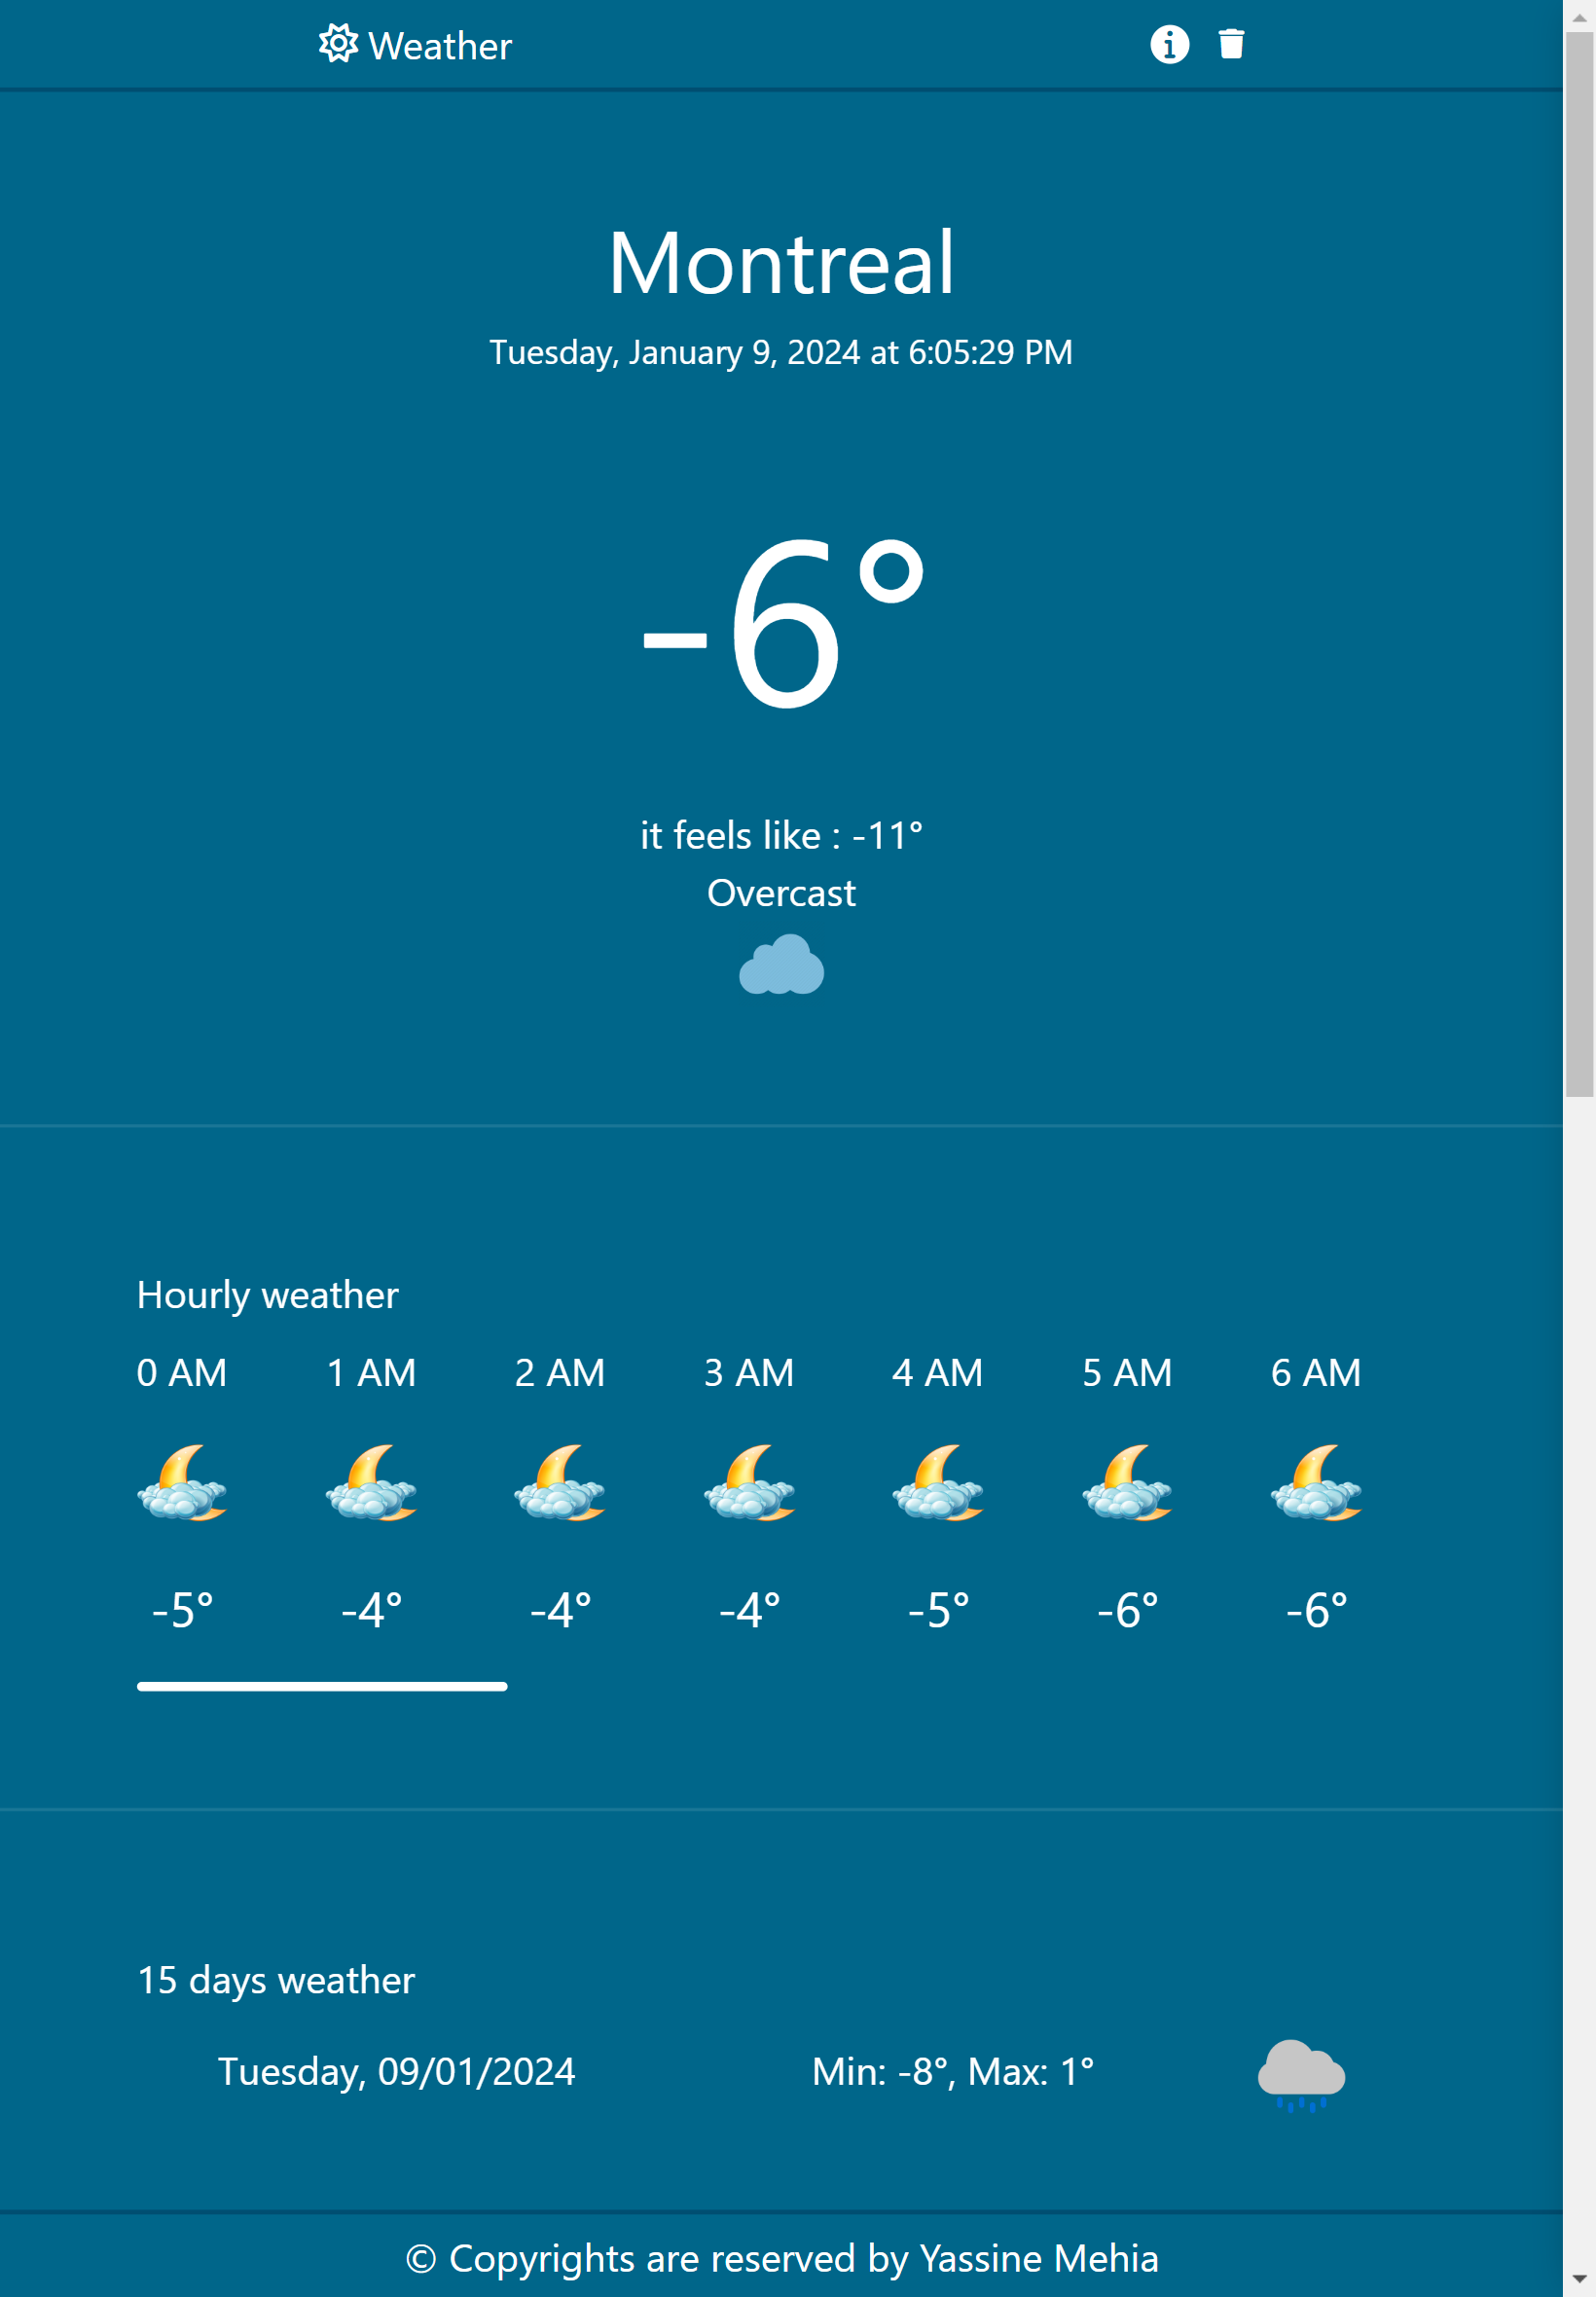 Weather
Montreal
Tuesday, January 9, 2024 at 6:05:29 PM
-6°
it feels like : -11°
Overcast
Hourly weather
0 AM 1 AM 2 AM 3 AM 4 AM 5 AM 6 AM
-5° -4° -4° -4° -5° -6° -6°
15 days weather
Tuesday, 09/01/2024 Min: -8°, Max: 1°
© Copyrights are reserved by Yassine Mehia